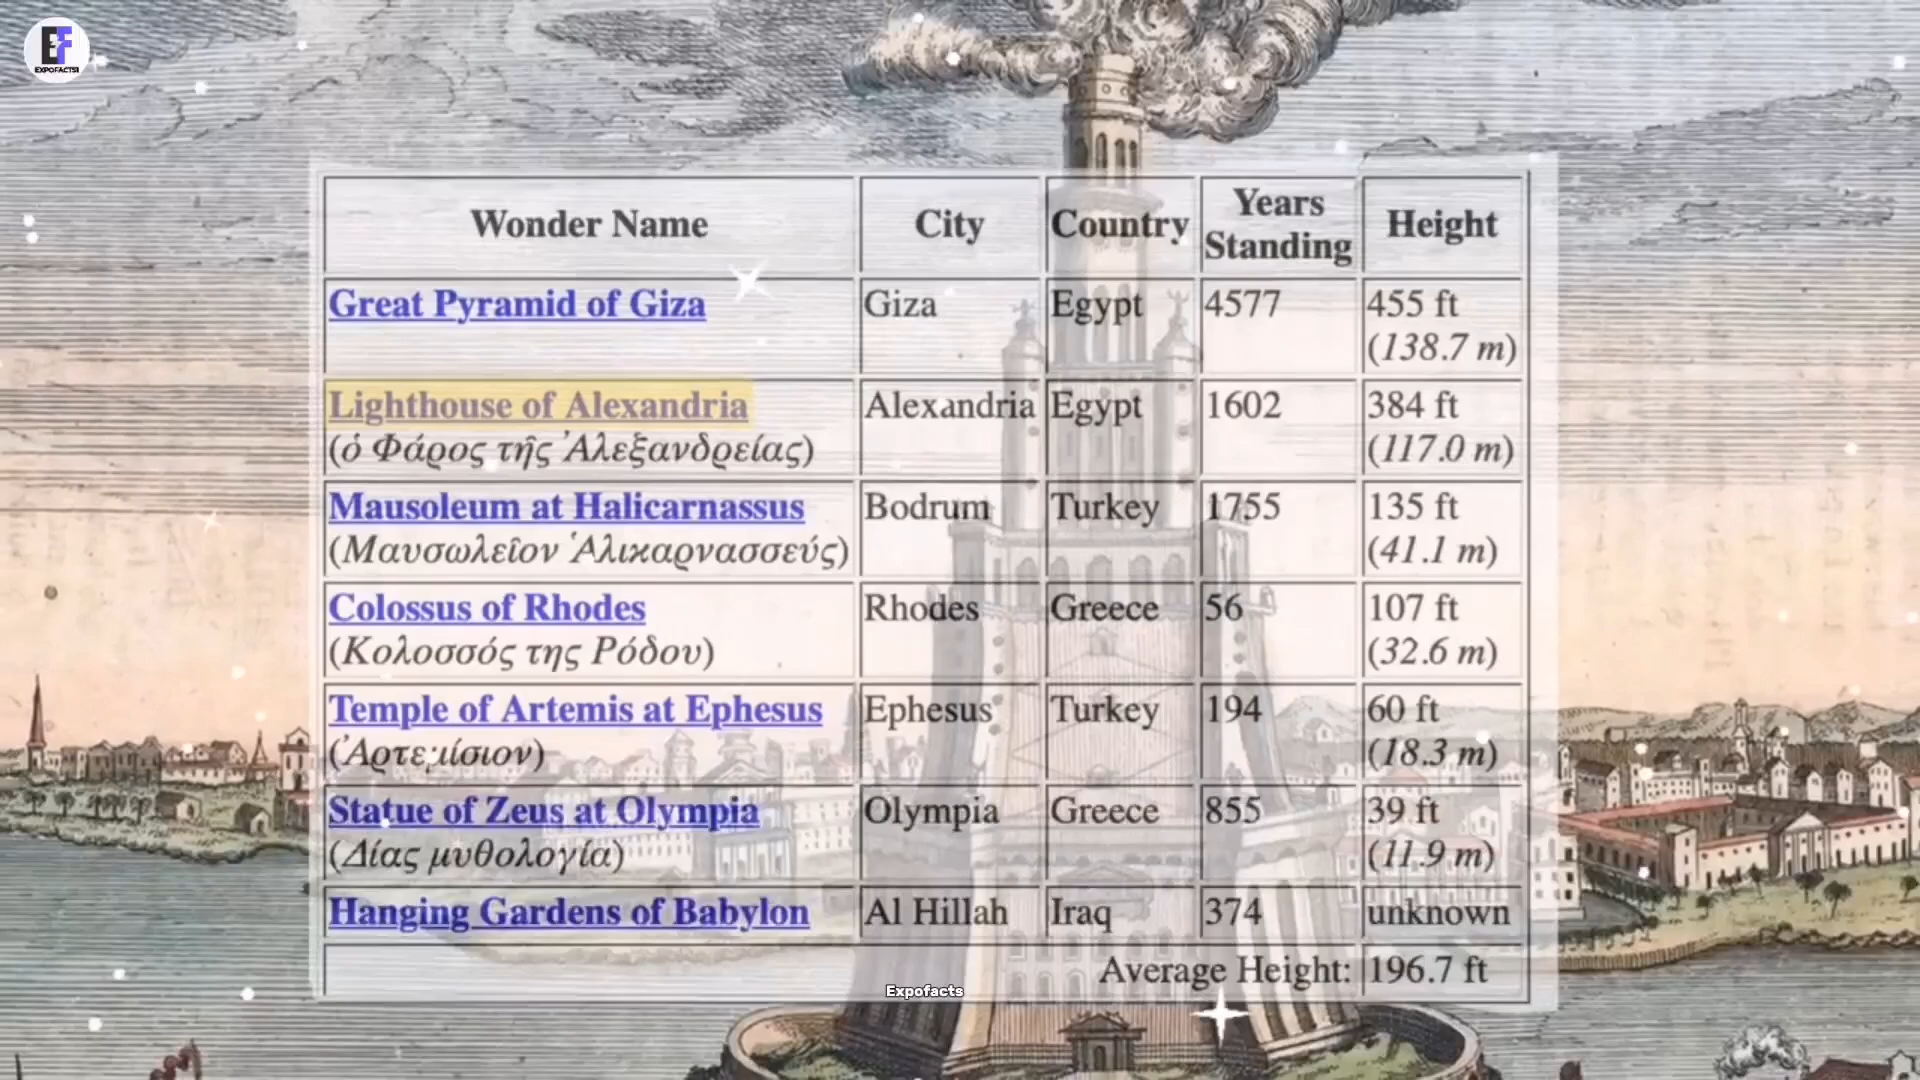 EF
EXPOFACTS1
Wonder Name City Country Years Standing Height
Great Pyramid of Giza Giza Egypt 4577 455 ft
(138.7 m)
Lighthouse of Alexandria Alexandria Egypt 1602 384 ft
(ὁ Φάρος τῆς Ἀλεξανδρείας) (117.0 m)
Mausoleum at Halicarnassus Bodrum Turkey 1755 135 ft
(Μαυσωλεῖον Ἁλικαρνασσεύς) (41.1 m)
Colossus of Rhodes Rhodes Greece 56 107 ft
(Κολοσσός της Ρόδου) (32.6 m)
Temple of Artemis at Ephesus Ephesus Turkey 194 60 ft
(Ἀρτεμίσιον) (18.3 m)
Statue of Zeus at Olympia Olympia Greece 855 39 ft
(Δίας μυθολογία) (11.9 m)
Hanging Gardens of Babylon Al Hillah Iraq 374 unknown
Average Height: 196.7 ft
Expofacts